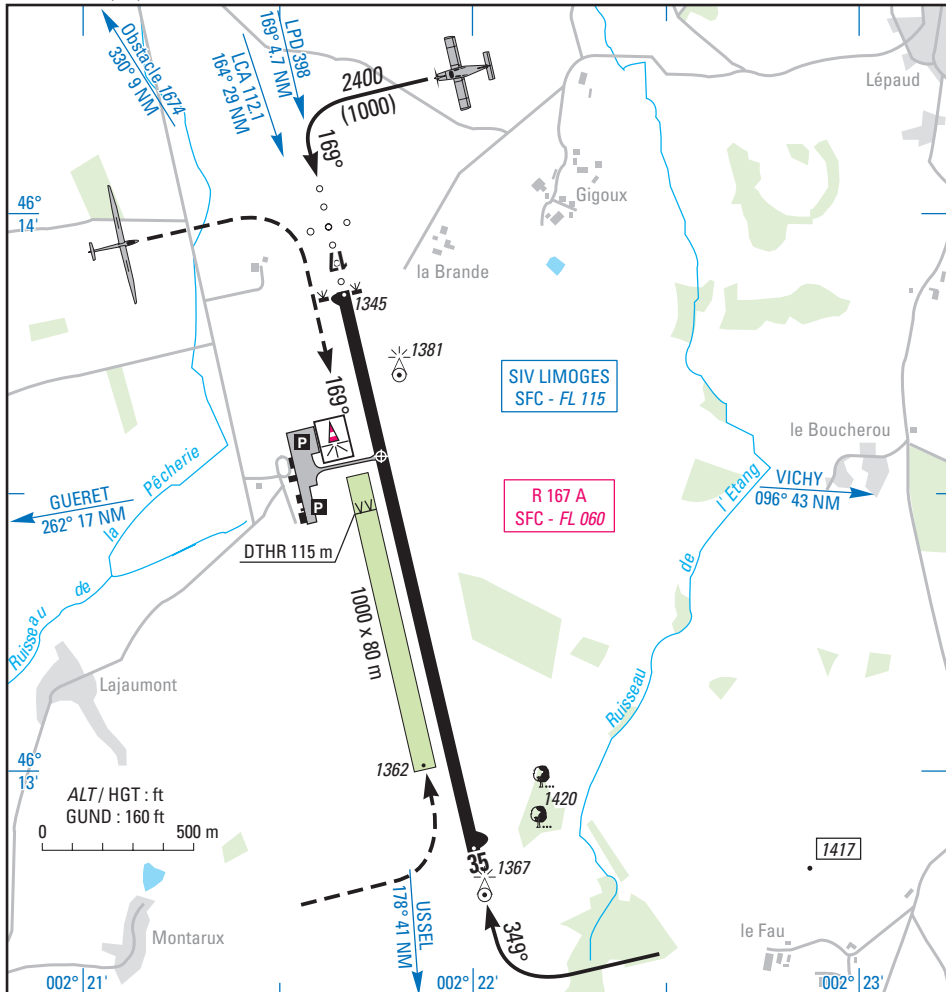 Obstacle 1674
330° 9 NM
LPD 398
169° 4.7 NM
LCA 112.1
164° 29 NM
2400
(1000)
169°
Lépaud
46°
14'
Gigoux
17
la Brande
1345
1381
169°
SIV LIMOGES
SFC - FL 115
P
le Boucherou
GUERET
262° 17 NM
R 167 A
SFC - FL 060
VICHY
096° 43 NM
P
DTHR 115 m
Ruisseau de la Pêcherie
Ruisseau de l' Etang
1000 x 80 m
Lajaumont
46°
13'
1362
ALT / HGT : ft
GUND : 160 ft
0 500 m
1420
35
1367
1417
USSEL
178° 41 NM
349°
Montarux
le Fau
002° 21'
002° 22'
002° 23'